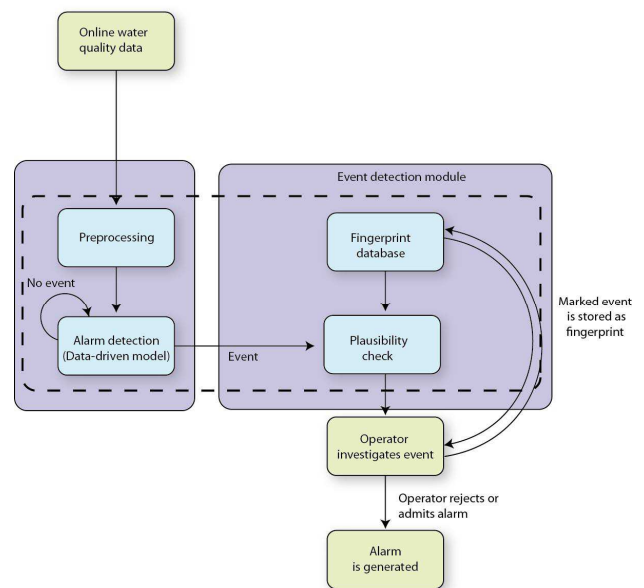 Online water
quality data
Event detection module
Preprocessing
Fingerprint
database
No event
Marked event
is stored as
fingerprint
Alarm detection
(Data-driven model)
Event
Plausibility
check
Operator
investigates event
Operator rejects or
admits alarm
Alarm
is generated